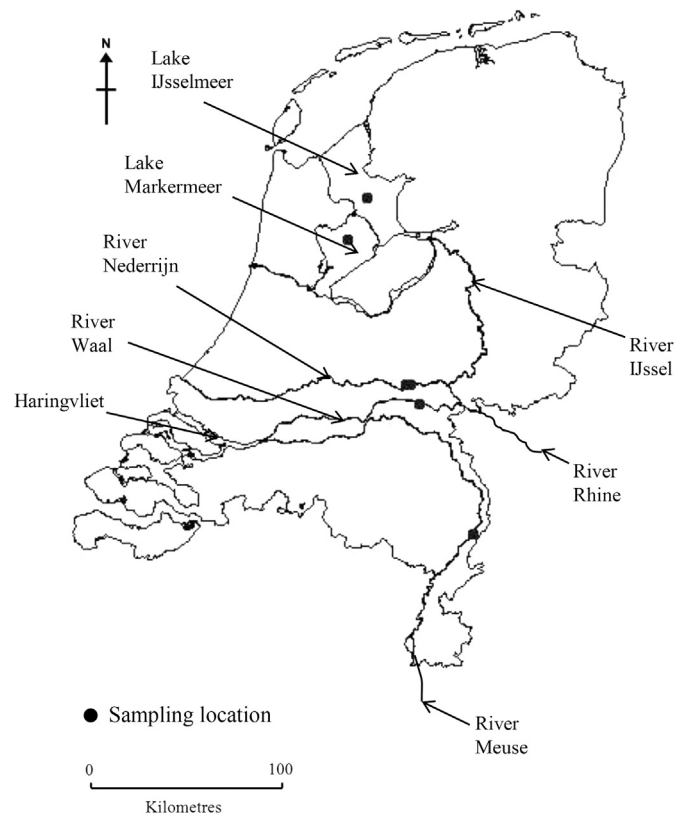 Lake
IJsselmeer
N
Lake
Markermeer
River
Nederrijn
River
Waal
River
IJssel
Haringvliet
River
Rhine
Sampling location
River
Meuse
0 100
Kilometres